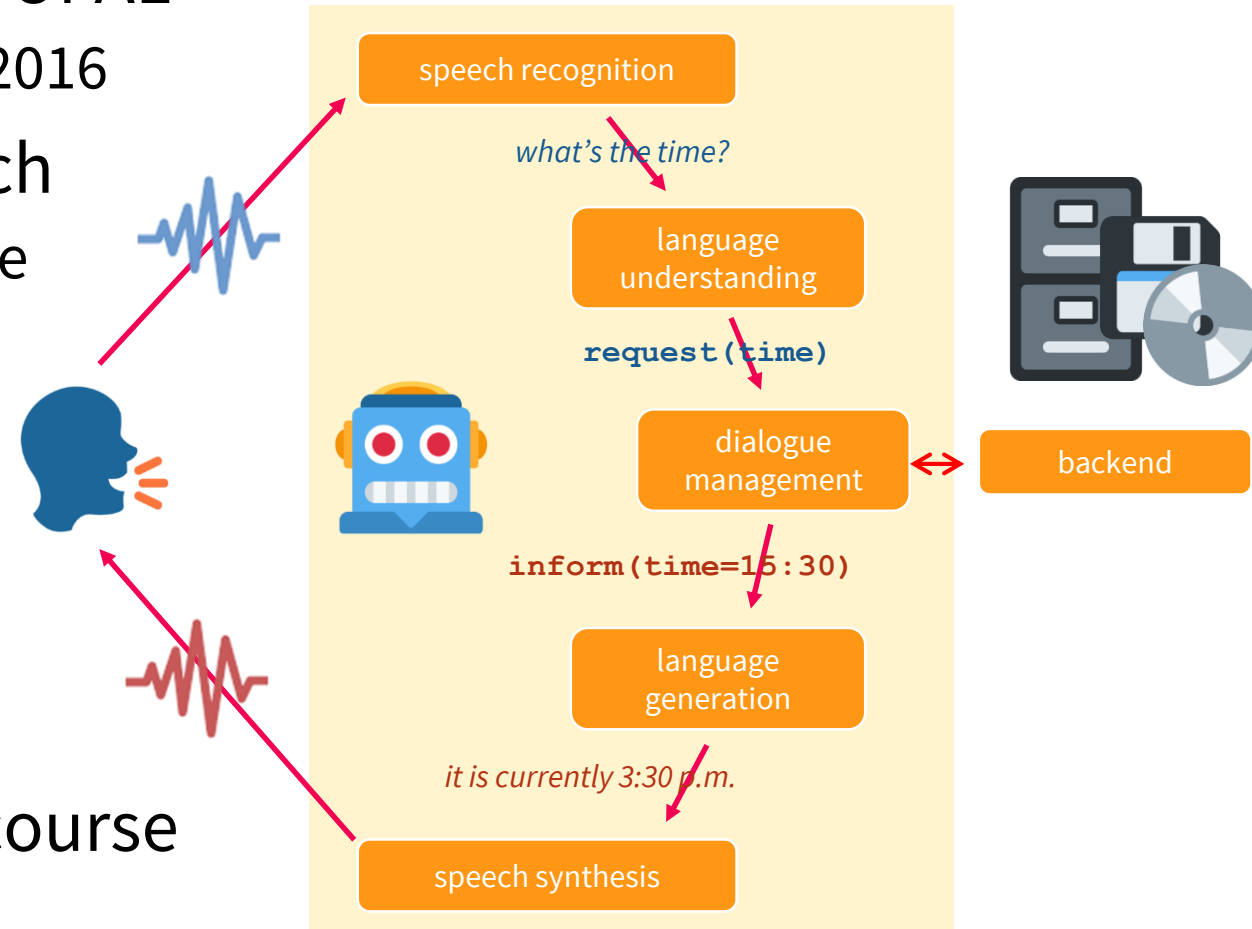 2016
ch
e
course
speech recognition
what's the time?
language
understanding
request(time)
dialogue
management
backend
inform(time=15:30)
language
generation
it is currently 3:30 p.m.
speech synthesis